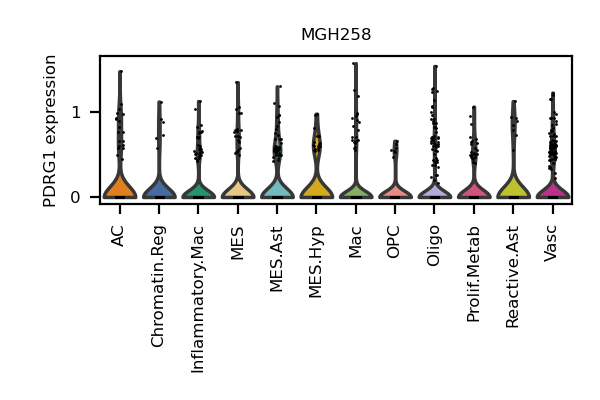 MGH258
PDRG1 expression
1
0
AC
Chromatin.Reg
Inflammatory.Mac
MES
MES.Ast
MES.Hyp
Mac
OPC
Oligo
Prolif.Metab
Reactive.Ast
Vasc